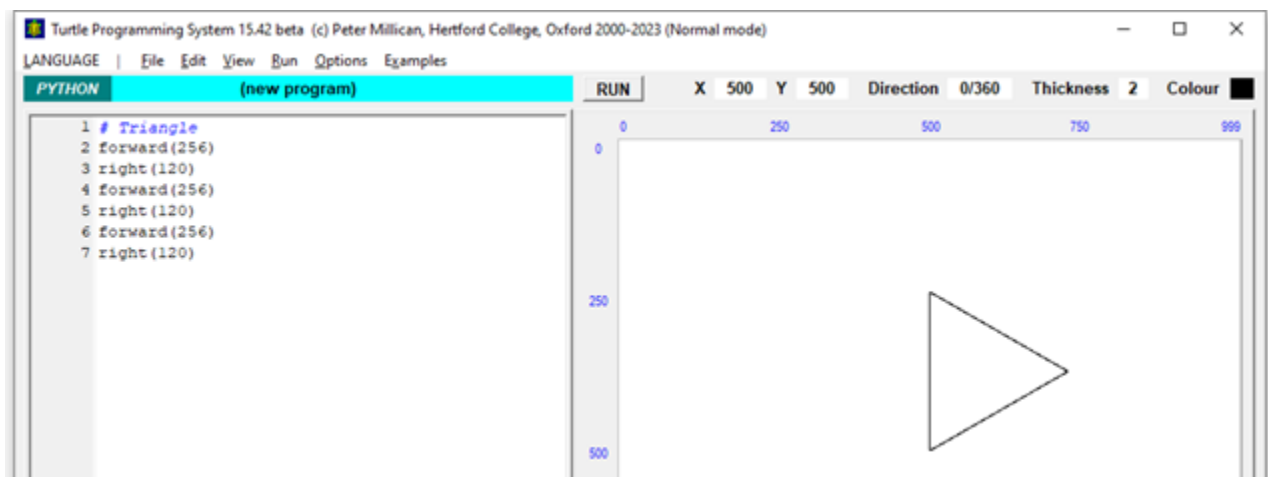 Turtle Programming System 15.42 beta (c) Peter Millican, Hertford College, Oxford 2000-2023 (Normal mode)
LANGUAGE | File Edit View Run Options Examples
PYTHON (new program) RUN X 500 Y 500 Direction 0/360 Thickness 2 Colour
1 # Triangle
2 forward(256)
3 right(120)
4 forward(256)
5 right(120)
6 forward(256)
7 right(120)
0 250 500 750 999
0
250
500